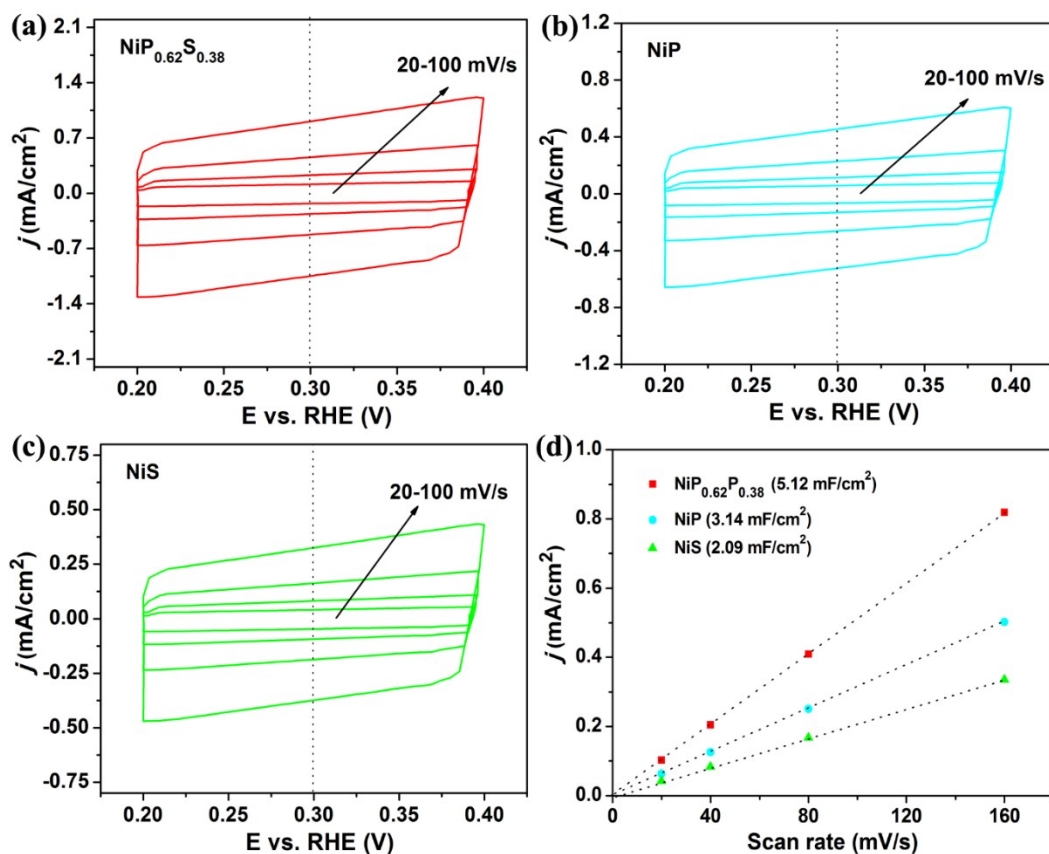 (a)
NiP0.62S0.38
20-100 mV/s
2.1
1.4
0.7
0.0
-0.7
-1.4
-2.1
j (mA/cm2)
0.20 0.25 0.30 0.35 0.40
E vs. RHE (V)
(b)
NiP
20-100 mV/s
1.2
0.8
0.4
0.0
-0.4
-0.8
-1.2
j (mA/cm2)
0.20 0.25 0.30 0.35 0.40
E vs. RHE (V)
(c)
NiS
20-100 mV/s
0.75
0.50
0.25
0.00
-0.25
-0.50
-0.75
j (mA/cm2)
0.20 0.25 0.30 0.35 0.40
E vs. RHE (V)
(d)
NiP0.62P0.38 (5.12 mF/cm2)
NiP (3.14 mF/cm2)
NiS (2.09 mF/cm2)
1.0
0.8
0.6
0.4
0.2
0.0
j (mA/cm2)
0 40 80 120 160
Scan rate (mV/s)